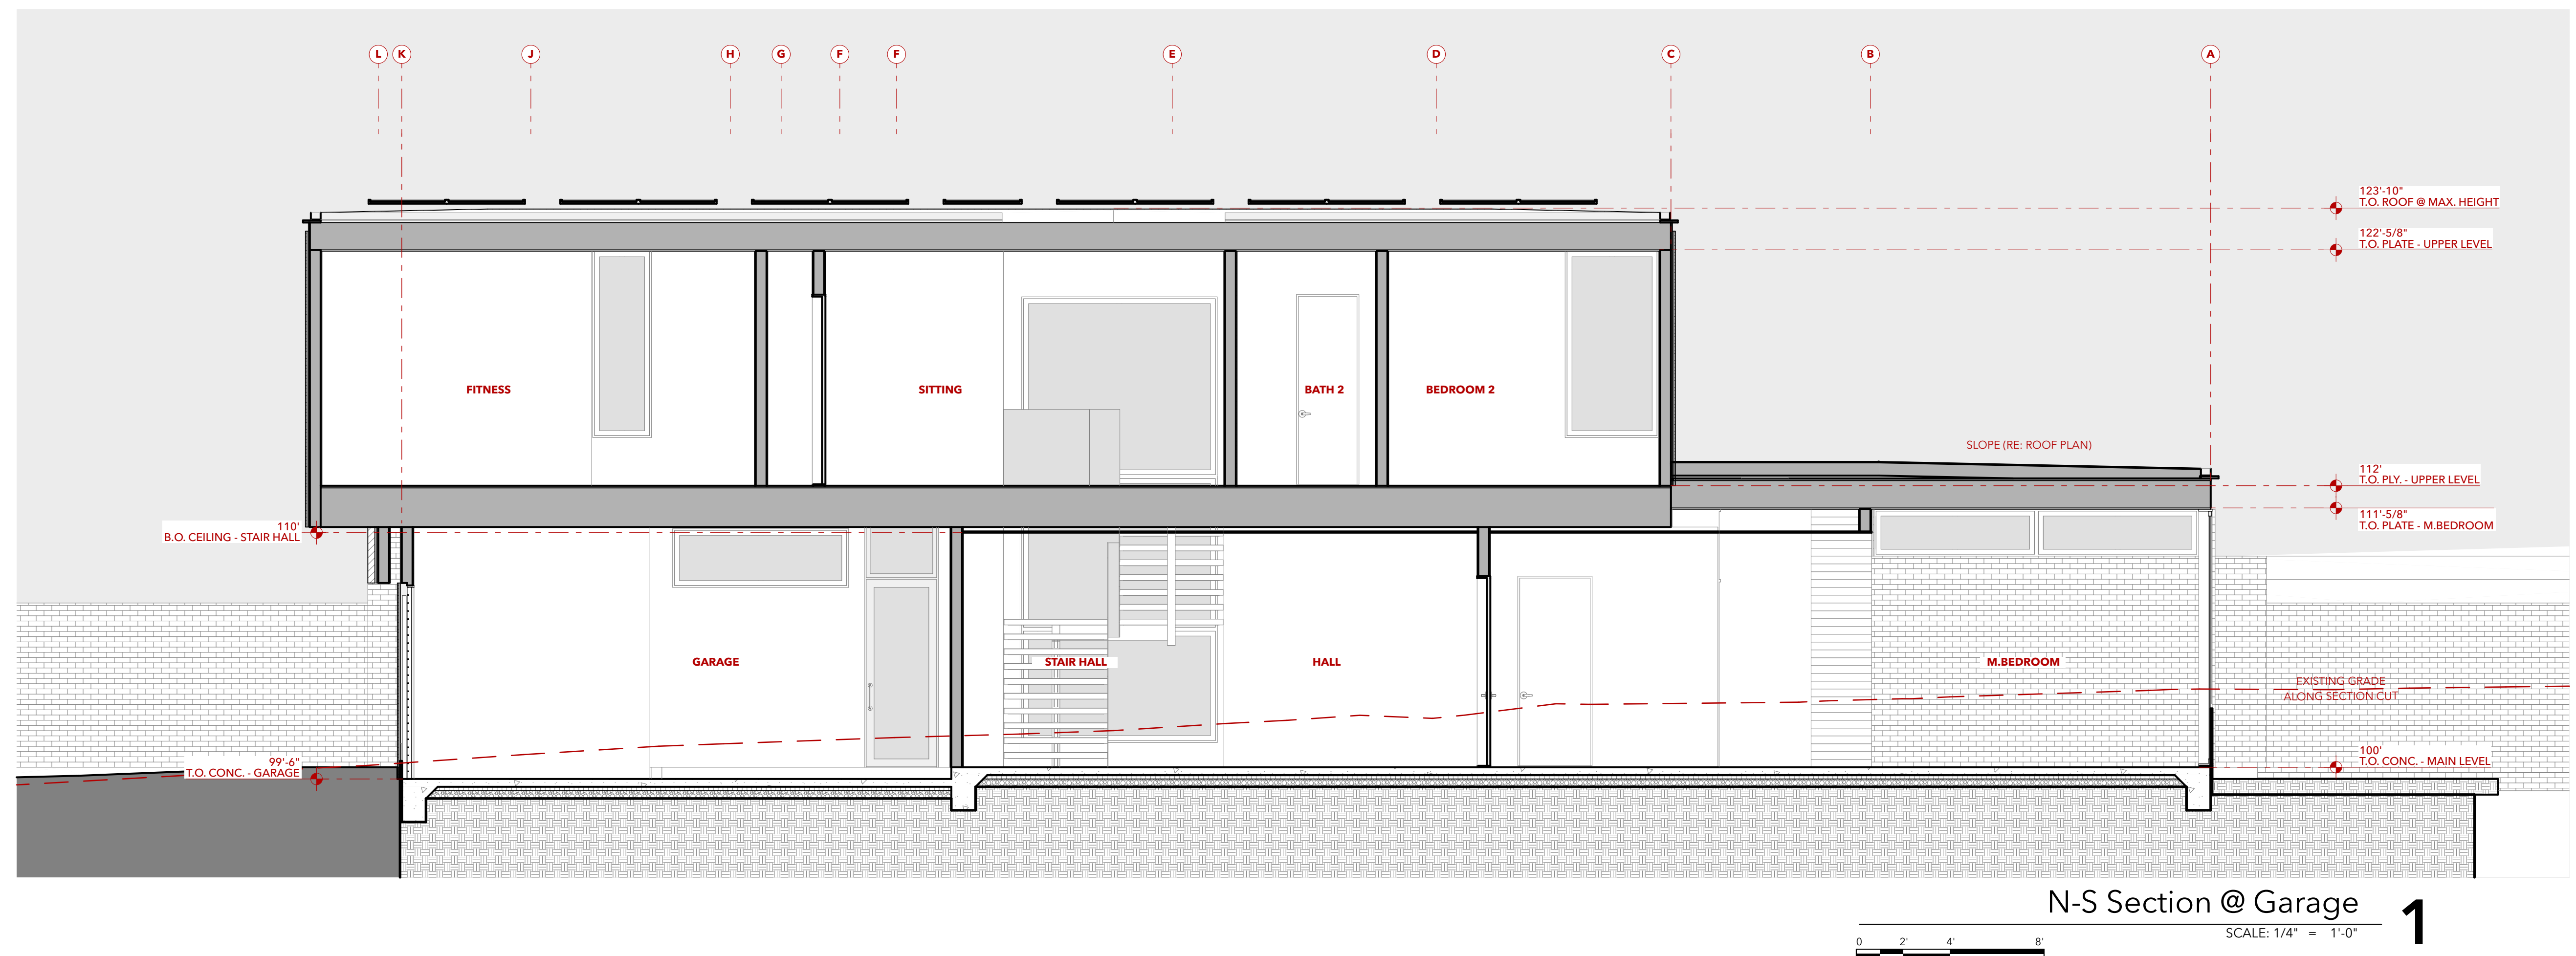 L K J H G F F E D C B A
123'-10"
T.O. ROOF @ MAX. HEIGHT
122'-5/8"
T.O. PLATE - UPPER LEVEL
FITNESS
SITTING
BATH 2
BEDROOM 2
SLOPE (RE: ROOF PLAN)
112'
T.O. PLY. - UPPER LEVEL
111'-5/8"
T.O. PLATE - M.BEDROOM
110'
B.O. CEILING - STAIR HALL
GARAGE
STAIR HALL
HALL
M.BEDROOM
EXISTING GRADE
ALONG SECTION CUT
100'
T.O. CONC. - MAIN LEVEL
99'-6"
T.O. CONC. - GARAGE
N-S Section @ Garage
1
SCALE: 1/4" = 1'-0"
0 2' 4' 8'